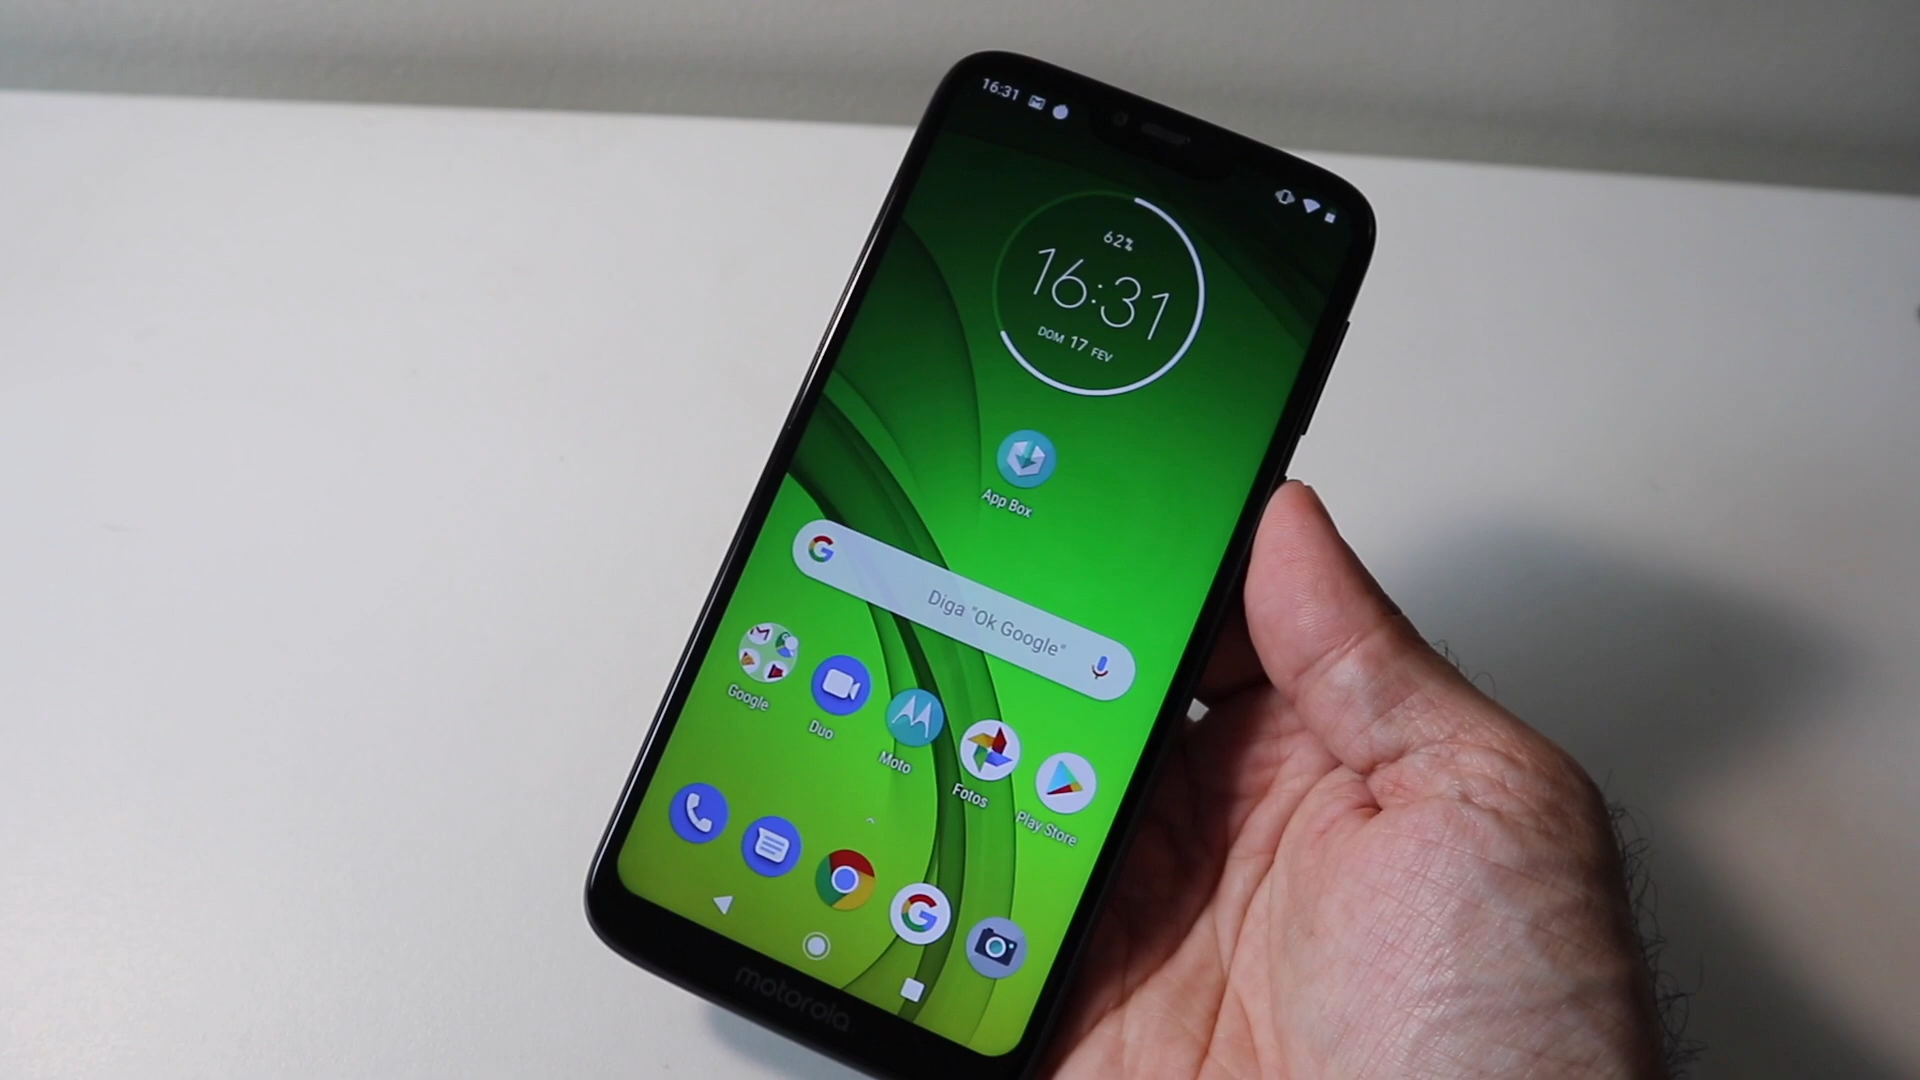 16:31
62%
16:31
DOM 17 FEV
App Box
Diga "Ok Google"
Google
Duo
Moto
Fotos
Play Store
motorola